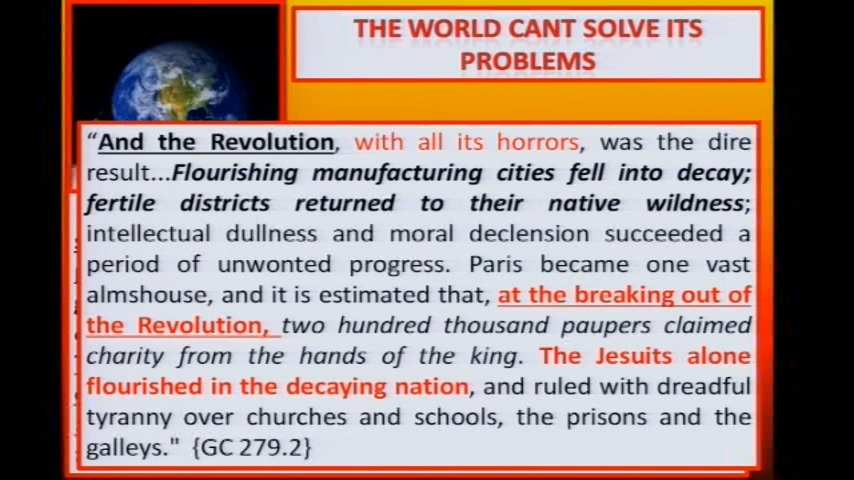 THE WORLD CANT SOLVE ITS
PROBLEMS
“And the Revolution, with all its horrors, was the dire
result...Flourishing manufacturing cities fell into decay;
fertile districts returned to their native wildness;
intellectual dullness and moral declension succeeded a
period of unwonted progress. Paris became one vast
almshouse, and it is estimated that, at the breaking out of
the Revolution, two hundred thousand paupers claimed
charity from the hands of the king. The Jesuits alone
flourished in the decaying nation, and ruled with dreadful
tyranny over churches and schools, the prisons and the
galleys." {GC 279.2}